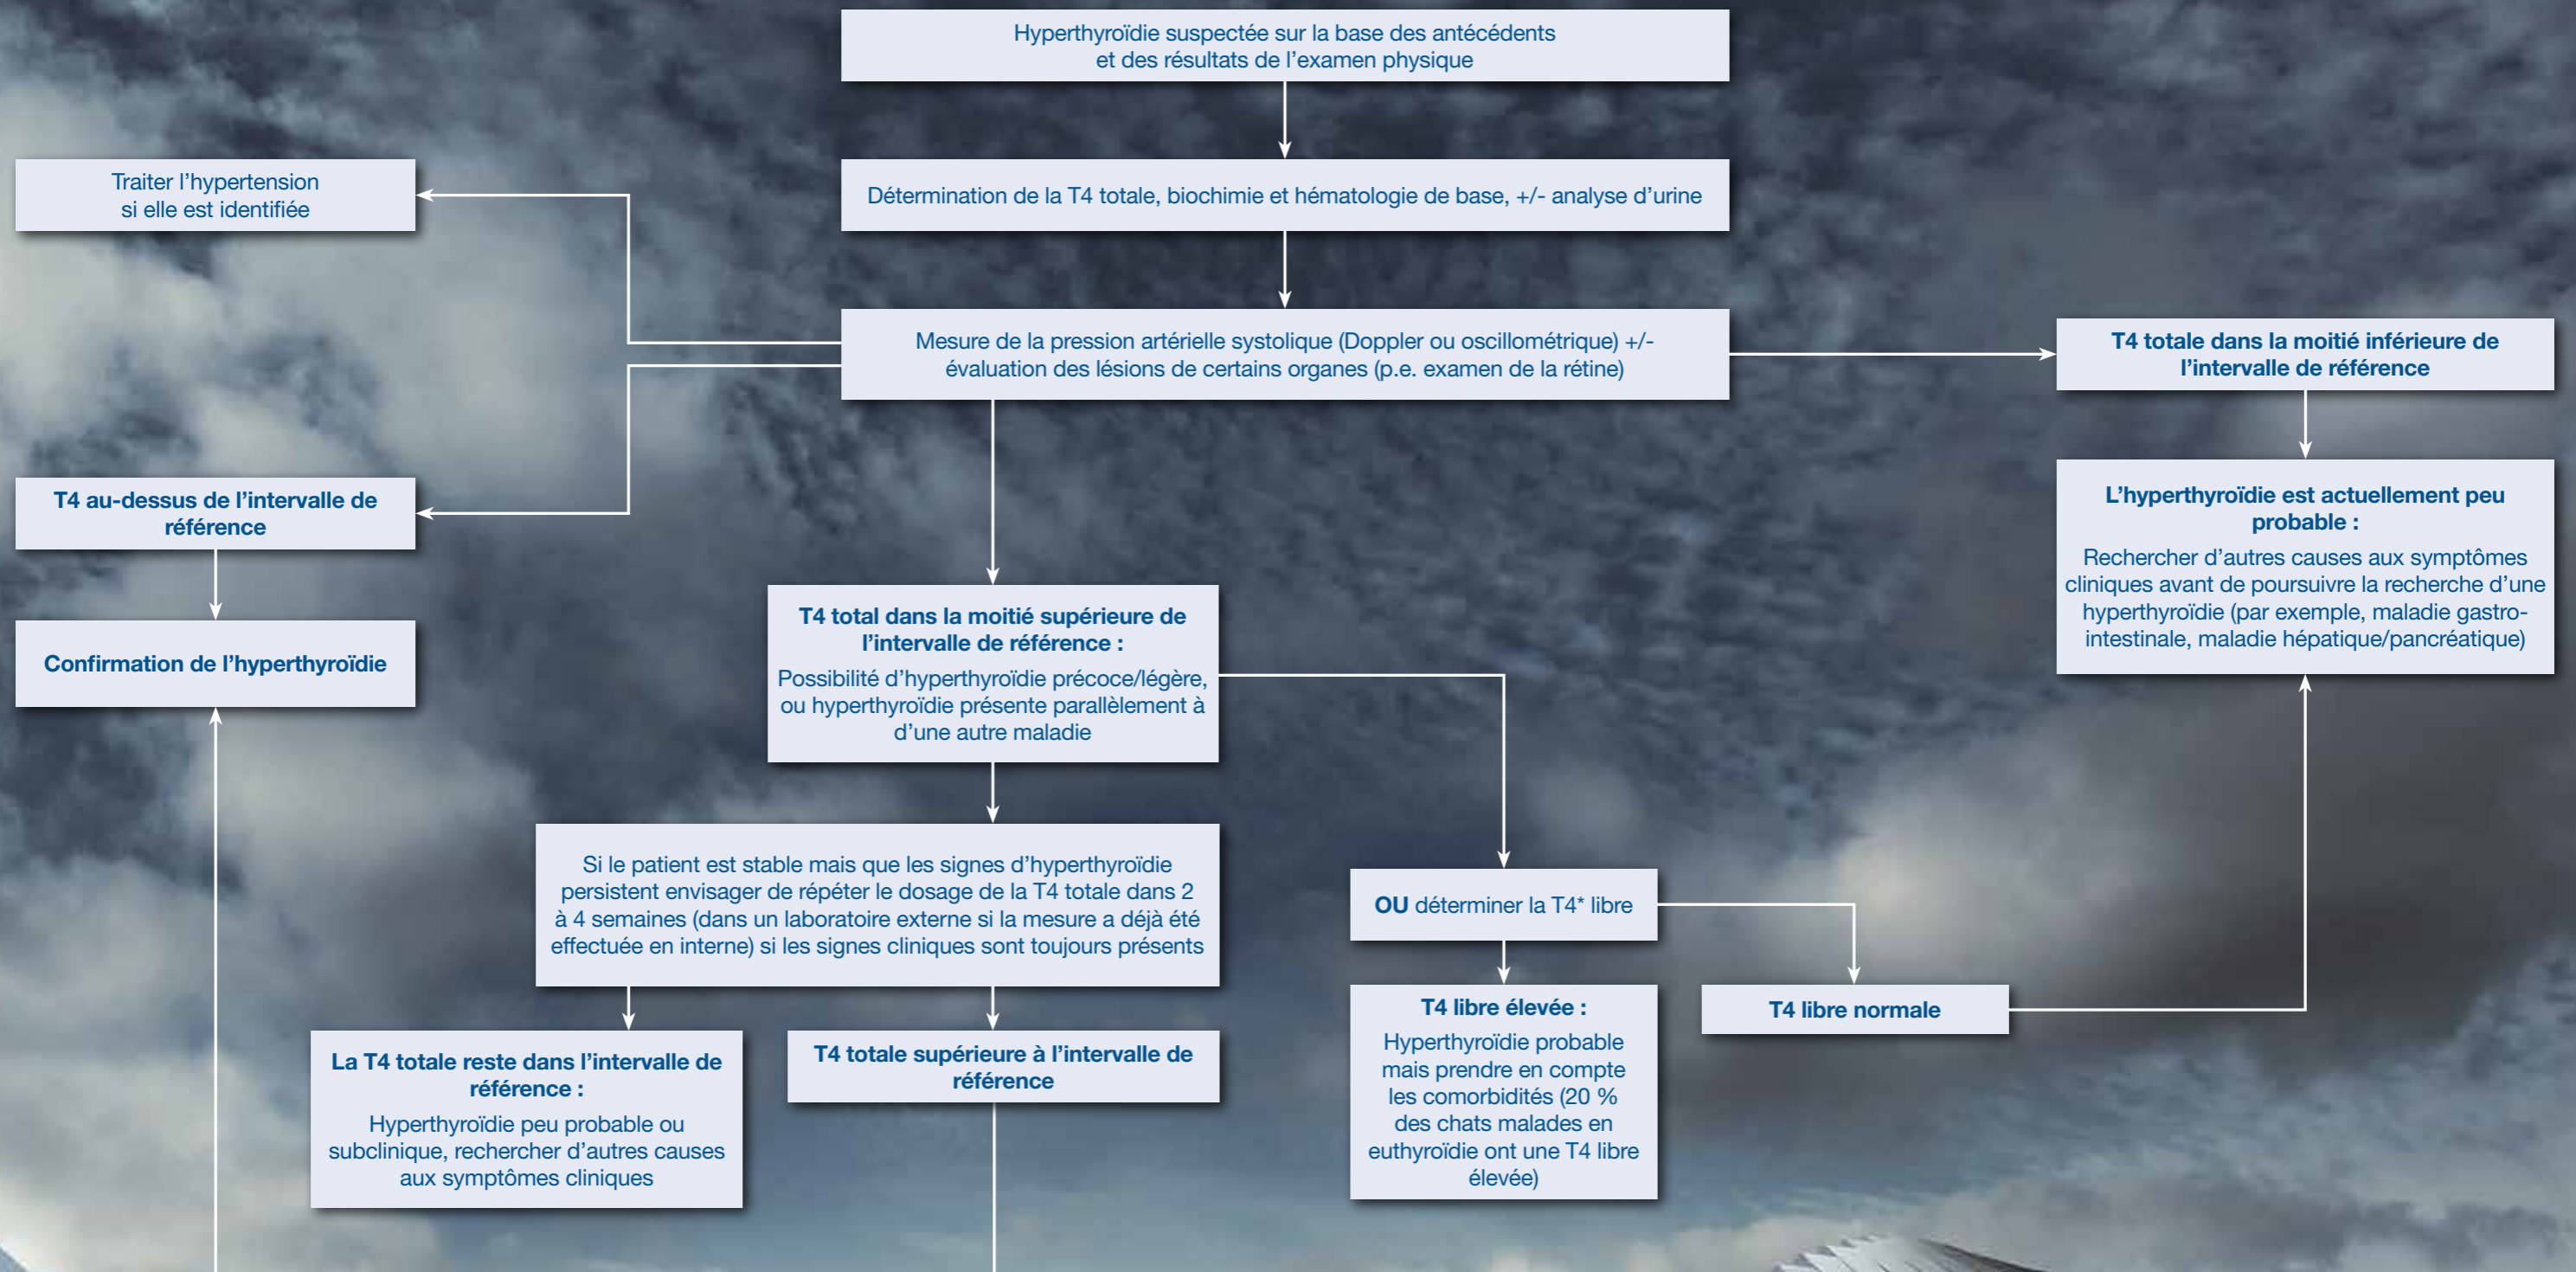 Hyperthyroïdie suspectée sur la base des antécédents
et des résultats de l'examen physique
Traiter l'hypertension
si elle est identifiée
Détermination de la T4 totale, biochimie et hématologie de base, +/- analyse d'urine
Mesure de la pression artérielle systolique (Doppler ou oscillométrique) +/-
évaluation des lésions de certains organes (p.e. examen de la rétine)
T4 totale dans la moitié inférieure de
l'intervalle de référence
T4 au-dessus de l'intervalle de
référence
L'hyperthyroïdie est actuellement peu
probable :
Rechercher d'autres causes aux symptômes
cliniques avant de poursuivre la recherche d'une
hyperthyroïdie (par exemple, maladie gastro-
intestinale, maladie hépatique/pancréatique)
Confirmation de l'hyperthyroïdie
T4 total dans la moitié supérieure de
l'intervalle de référence :
Possibilité d'hyperthyroïdie précoce/légère,
ou hyperthyroïdie présente parallèlement à
d'une autre maladie
Si le patient est stable mais que les signes d'hyperthyroïdie
persistent envisager de répéter le dosage de la T4 totale dans 2
à 4 semaines (dans un laboratoire externe si la mesure a déjà été
effectuée en interne) si les signes cliniques sont toujours présents
OU déterminer la T4* libre
La T4 totale reste dans l'intervalle de
référence :
Hyperthyroïdie peu probable ou
subclinique, rechercher d'autres causes
aux symptômes cliniques
T4 totale supérieure à l'intervalle de
référence
T4 libre élevée :
Hyperthyroïdie probable
mais prendre en compte
les comorbidités (20 %
des chats malades en
euthyroïdie ont une T4 libre
élevée)
T4 libre normale